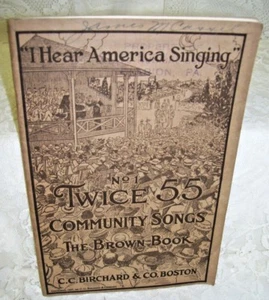 "I Hear America Singing"
No 1
TWICE 55
COMMUNITY SONGS
THE BROWN BOOK
C. C. BIRCHARD & CO. BOSTON